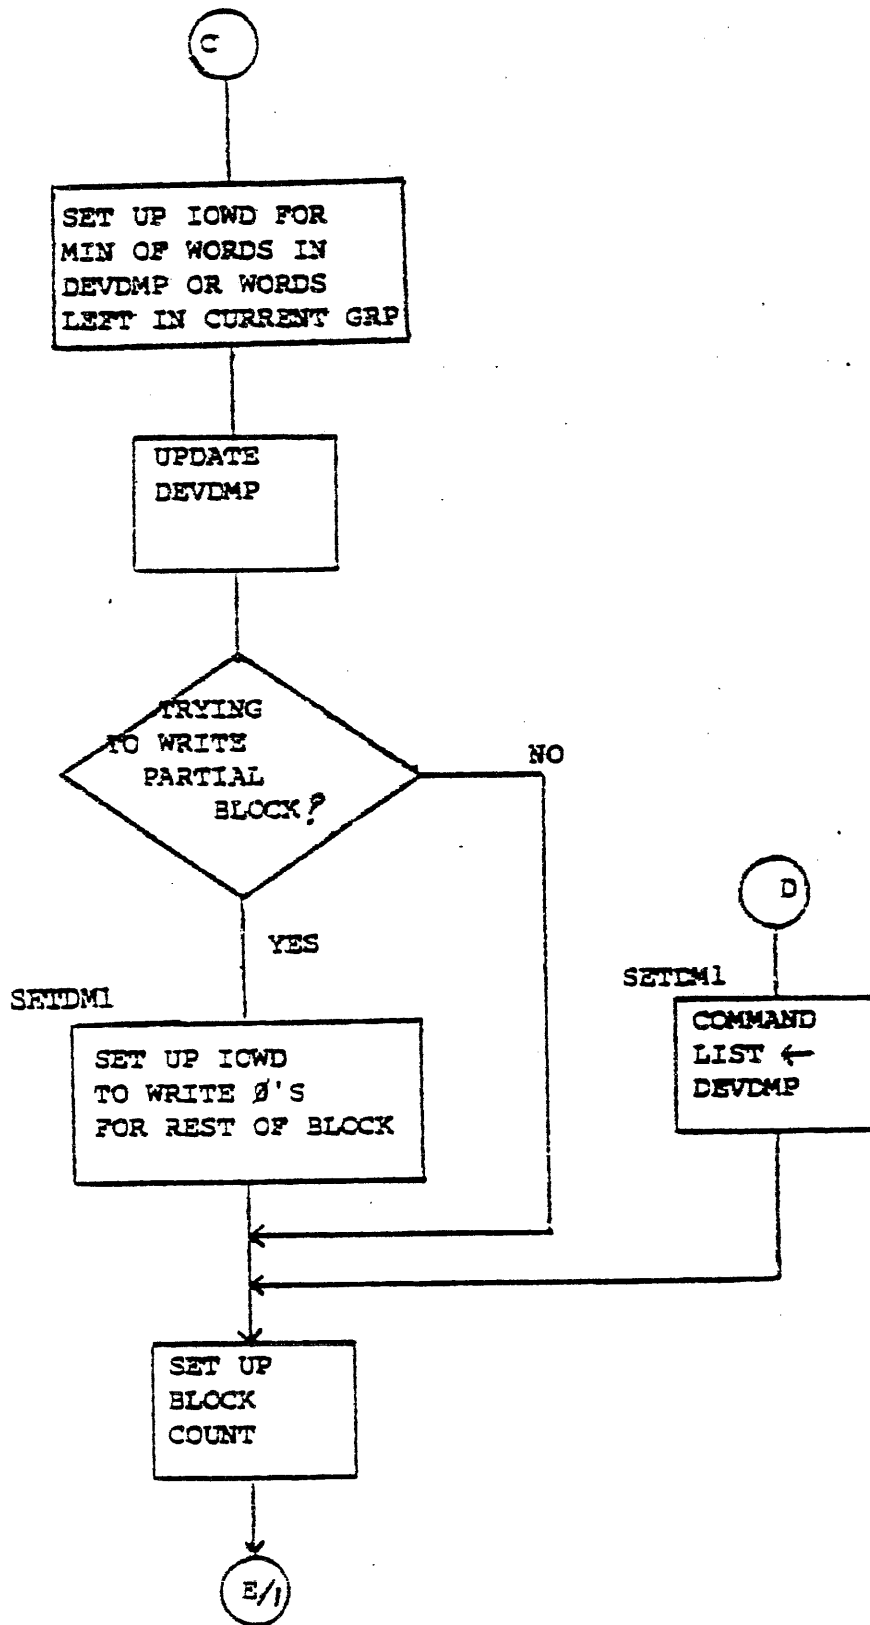 C
SET UP IOWD FOR
MIN OF WORDS IN
DEVDMP OR WORDS
LEFT IN CURRENT GRP
UPDATE
DEVDMP
TRYING
TO WRITE
PARTIAL
BLOCK?
NO
YES
SETDM1
SET UP IOWD
TO WRITE Ø'S
FOR REST OF BLOCK
D
SETDM1
COMMAND
LIST ←
DEVDMP
SET UP
BLOCK
COUNT
E/1